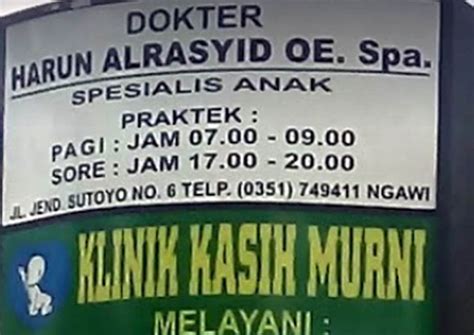 DOKTER
HARUN ALRASYID OE. Spa.
SPESIALIS ANAK
PRAKTEK :
PAGI : JAM 07.00 - 09.00
SORE : JAM 17.00 - 20.00
JL. JEND. SUTOYO NO. 6 TELP. (0351) 749411 NGAWI
KLINIK KASIH MURNI
MELAYANI :